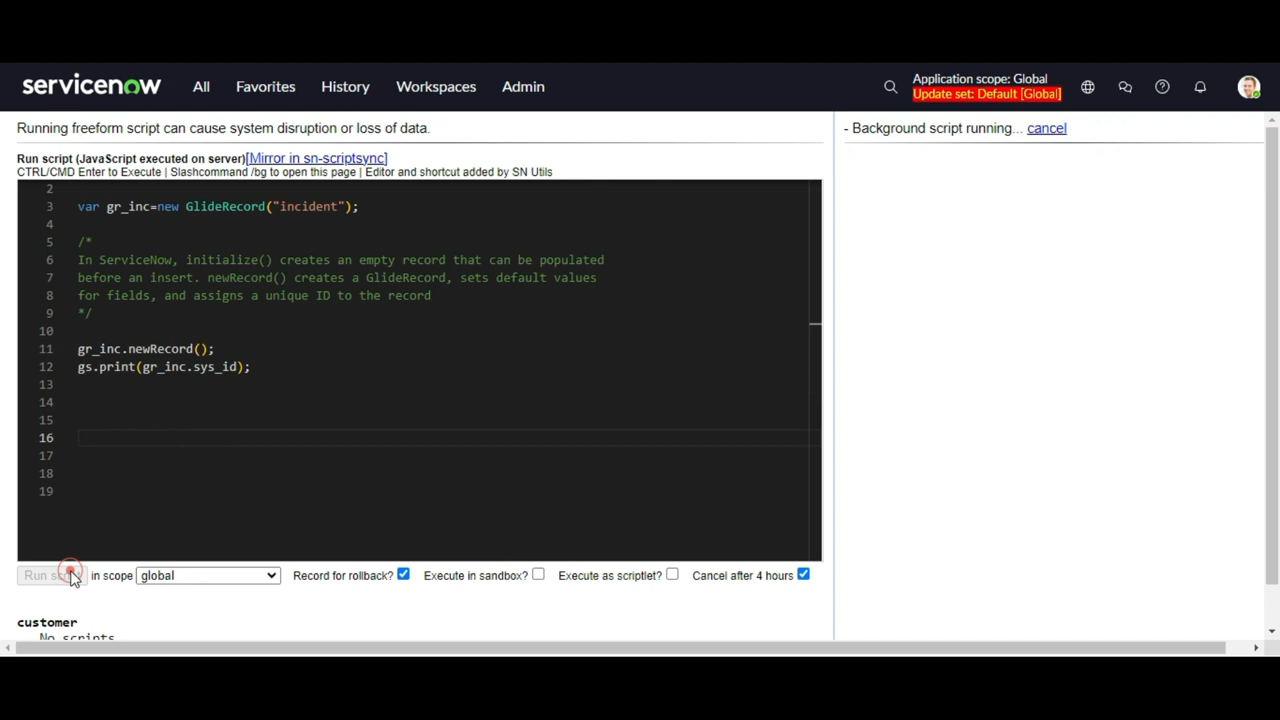 servicenow All Favorites History Workspaces Admin
Application scope: Global
Update set: Default [Global]
Running freeform script can cause system disruption or loss of data.
Run script (JavaScript executed on server)[Mirror in sn-scriptsync]
CTRL/CMD Enter to Execute | Slashcommand /bg to open this page | Editor and shortcut added by SN Utils
2
3 var gr_inc=new GlideRecord("incident");
4
5 /*
6 In ServiceNow, initialize() creates an empty record that can be populated
7 before an insert. newRecord() creates a GlideRecord, sets default values
8 for fields, and assigns a unique ID to the record
9 */
10
11 gr_inc.newRecord();
12 gs.print(gr_inc.sys_id);
13
14
15
16
17
18
19
Run script in scope global Record for rollback? Execute in sandbox? Execute as scriptlet? Cancel after 4 hours
customer
No scripts
- Background script running... cancel